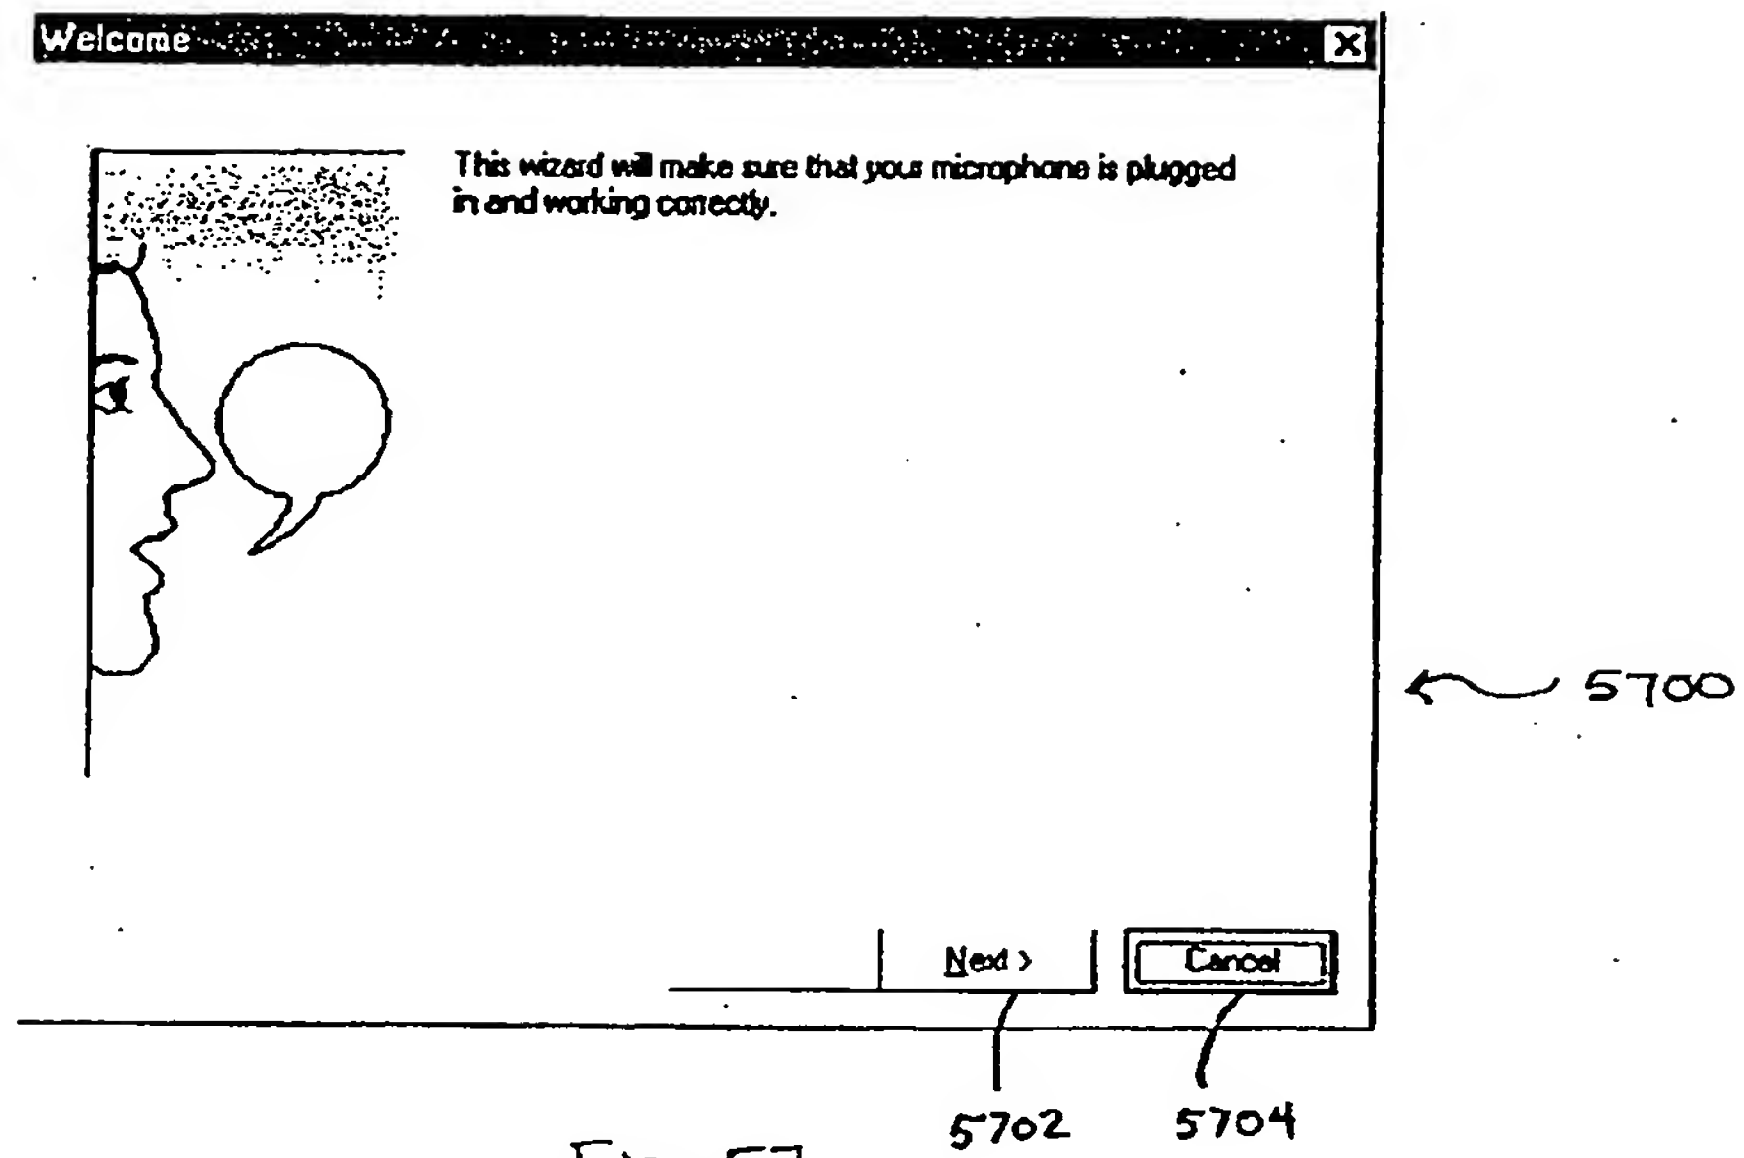 Welcome
This wizard will make sure that your microphone is plugged
in and working correctly.
5700
Next > Cancel
5702 5704